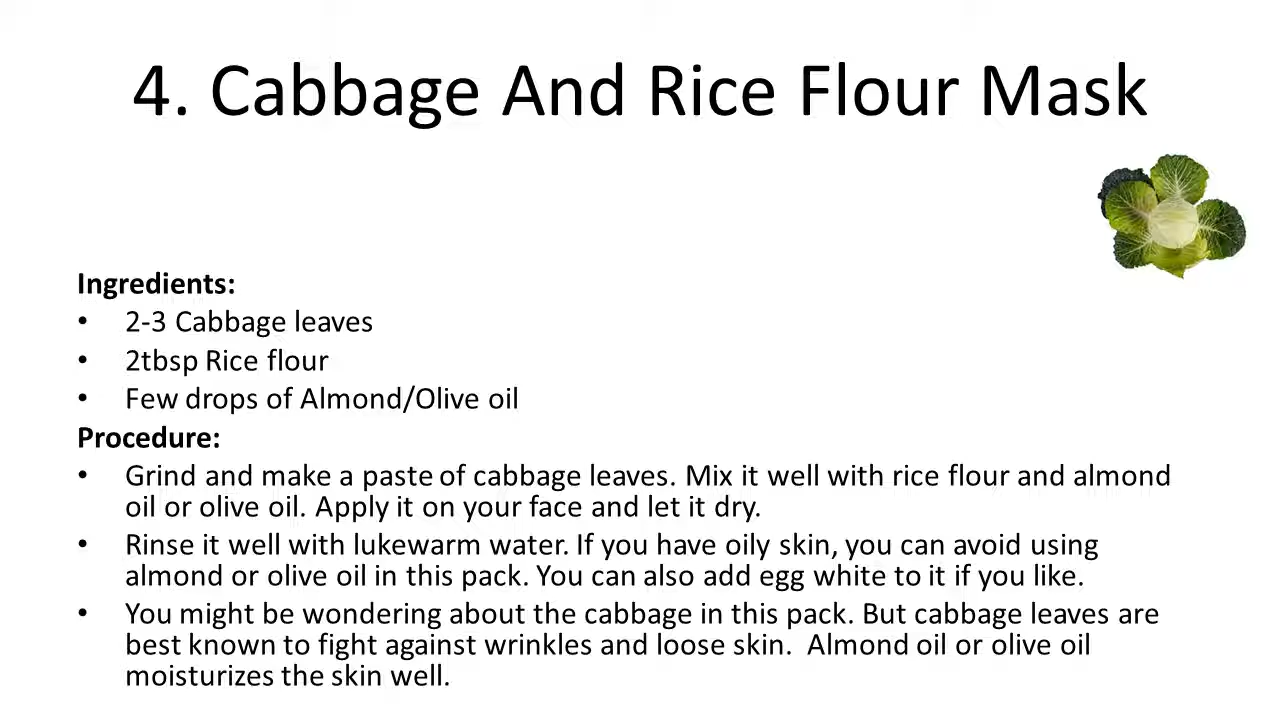 4. Cabbage And Rice Flour Mask
Ingredients:
• 2-3 Cabbage leaves
• 2tbsp Rice flour
• Few drops of Almond/Olive oil
Procedure:
• Grind and make a paste of cabbage leaves. Mix it well with rice flour and almond
oil or olive oil. Apply it on your face and let it dry.
• Rinse it well with lukewarm water. If you have oily skin, you can avoid using
almond or olive oil in this pack. You can also add egg white to it if you like.
• You might be wondering about the cabbage in this pack. But cabbage leaves are
best known to fight against wrinkles and loose skin.  Almond oil or olive oil
moisturizes the skin well.